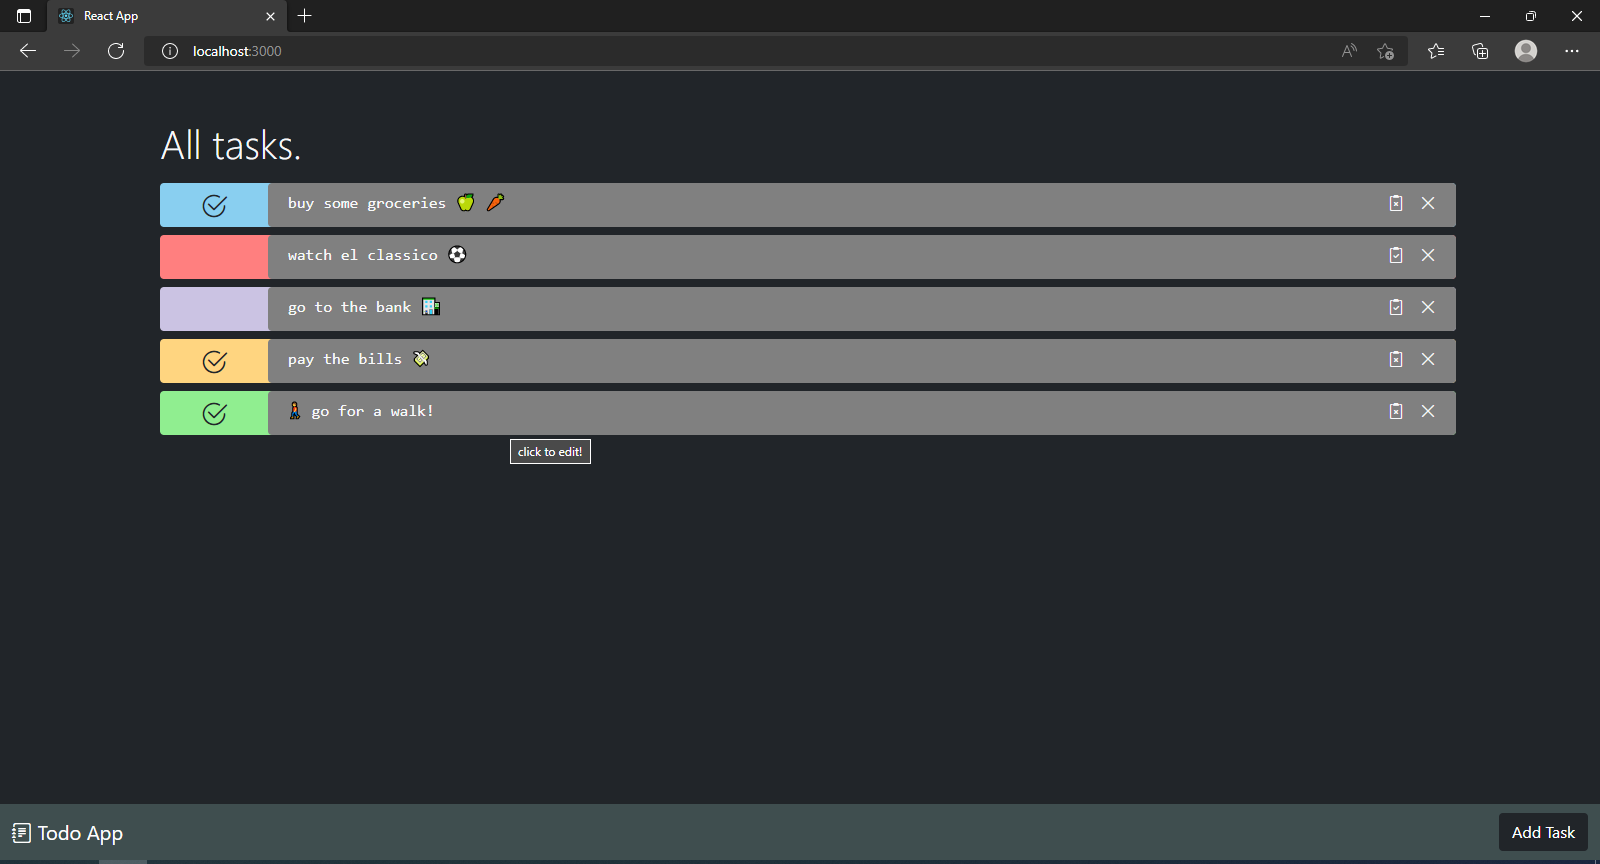 React App
localhost:3000
All tasks.
buy some groceries 🍏 🥕
watch el classico ⚽
go to the bank 🏦
pay the bills 💸
🚶 go for a walk!
click to edit!
Todo App
Add Task